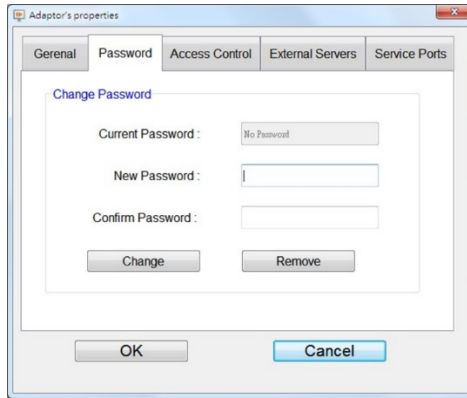 Adaptor's properties
Gerenal Password Access Control External Servers Service Ports
Change Password
Current Password : No Password
New Password :
Confirm Password :
Change Remove
OK Cancel